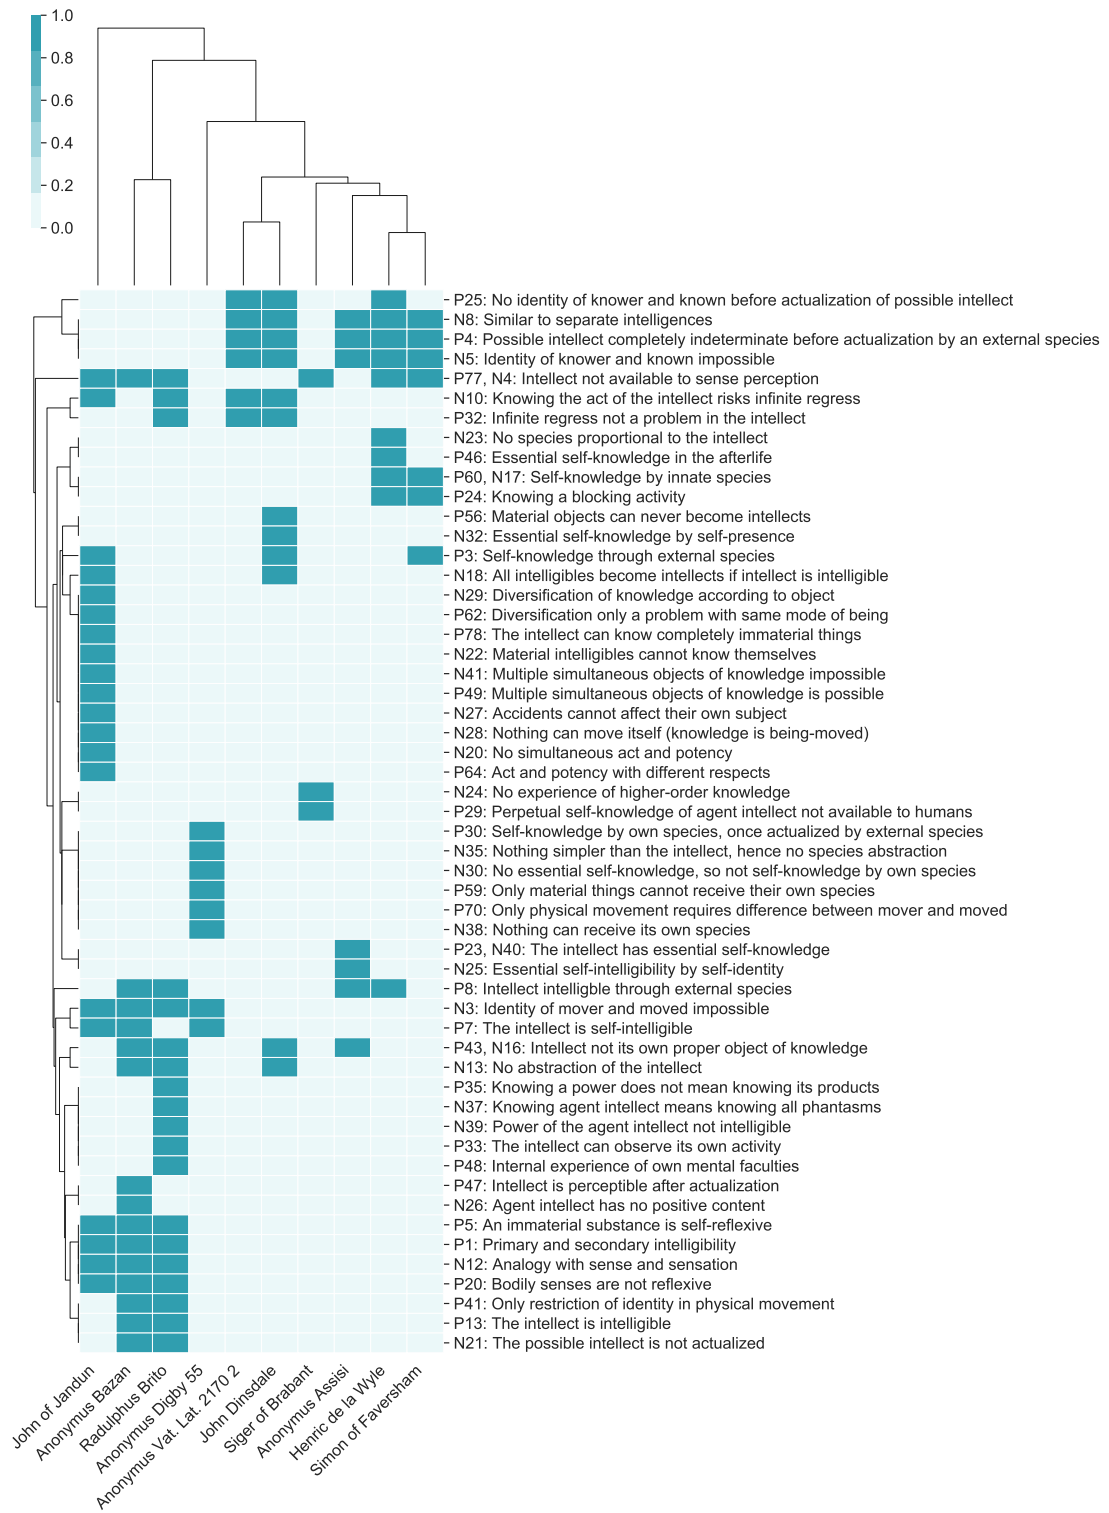 1.0
0.8
0.6
0.4
0.2
0.0
P25: No identity of knower and known before actualization of possible intellect
N8: Similar to separate intelligences
P4: Possible intellect completely indeterminate before actualization by an external species
N5: Identity of knower and known impossible
P77, N4: Intellect not available to sense perception
N10: Knowing the act of the intellect risks infinite regress
P32: Infinite regress not a problem in the intellect
N23: No species proportional to the intellect
P46: Essential self-knowledge in the afterlife
P60, N17: Self-knowledge by innate species
P24: Knowing a blocking activity
P56: Material objects can never become intellects
N32: Essential self-knowledge by self-presence
P3: Self-knowledge through external species
N18: All intelligibles become intellects if intellect is intelligible
N29: Diversification of knowledge according to object
P62: Diversification only a problem with same mode of being
P78: The intellect can know completely immaterial things
N22: Material intelligibles cannot know themselves
N41: Multiple simultaneous objects of knowledge impossible
P49: Multiple simultaneous objects of knowledge is possible
N27: Accidents cannot affect their own subject
N28: Nothing can move itself (knowledge is being-moved)
N20: No simultaneous act and potency
P64: Act and potency with different respects
N24: No experience of higher-order knowledge
P29: Perpetual self-knowledge of agent intellect not available to humans
P30: Self-knowledge by own species, once actualized by external species
N35: Nothing simpler than the intellect, hence no species abstraction
N30: No essential self-knowledge, so not self-knowledge by own species
P59: Only material things cannot receive their own species
P70: Only physical movement requires difference between mover and moved
N38: Nothing can receive its own species
P23, N40: The intellect has essential self-knowledge
N25: Essential self-intelligibility by self-identity
P8: Intellect intelligble through external species
N3: Identity of mover and moved impossible
P7: The intellect is self-intelligible
P43, N16: Intellect not its own proper object of knowledge
N13: No abstraction of the intellect
P35: Knowing a power does not mean knowing its products
N37: Knowing agent intellect means knowing all phantasms
N39: Power of the agent intellect not intelligible
P33: The intellect can observe its own activity
P48: Internal experience of own mental faculties
P47: Intellect is perceptible after actualization
N26: Agent intellect has no positive content
P5: An immaterial substance is self-reflexive
P1: Primary and secondary intelligibility
N12: Analogy with sense and sensation
P20: Bodily senses are not reflexive
P41: Only restriction of identity in physical movement
P13: The intellect is intelligible
N21: The possible intellect is not actualized
John of Jandun
Anonymus Bazan
Radulphus Brito
Anonymus Digby 55
Anonymus Vat. Lat. 2170 2
John Dinsdale
Siger of Brabant
Anonymus Assisi
Henric de la Wyle
Simon of Faversham